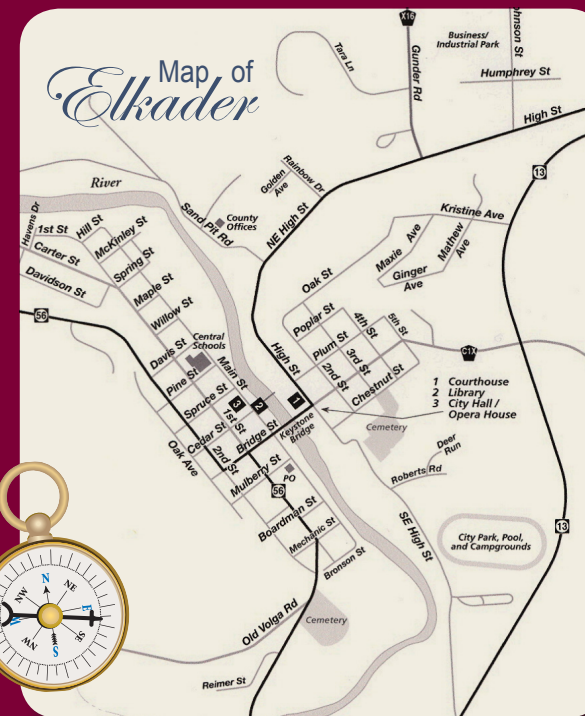 Map of
Elkader
X16
Gunder Rd
Tara Ln
Business/
Industrial Park
Humphrey St
High St
13
River
Rainbow Dr
Golden
Ave
NE High St
Sand Pit Rd
County
Offices
Kristine Ave
Maxie Ave
Mathew
Ave
Ginger
Ave
Havens Dr
1st St
Hill St
McKinley St
Carter St
Spring St
Davidson St
Maple St
Willow St
56
Davis St
Central
Schools
Pine St
Main St
Spruce St
1st St
Cedar St
2nd St
Oak Ave
Bridge St
Keystone
Bridge
High St
Oak St
Poplar St
4th St
5th St
Plum St
3rd St
2nd St
Chestnut St
C1X
1 Courthouse
2 Library
3 City Hall /
Opera House
1
2
3
Cemetery
Mulberry St
PO
56
Boardman St
Mechanic St
Bronson St
Deer
Run
Roberts Rd
SE High St
City Park, Pool,
and Campgrounds
13
Old Volga Rd
Cemetery
Reimer St
N
NE
E
SE
S
NW
W
NW